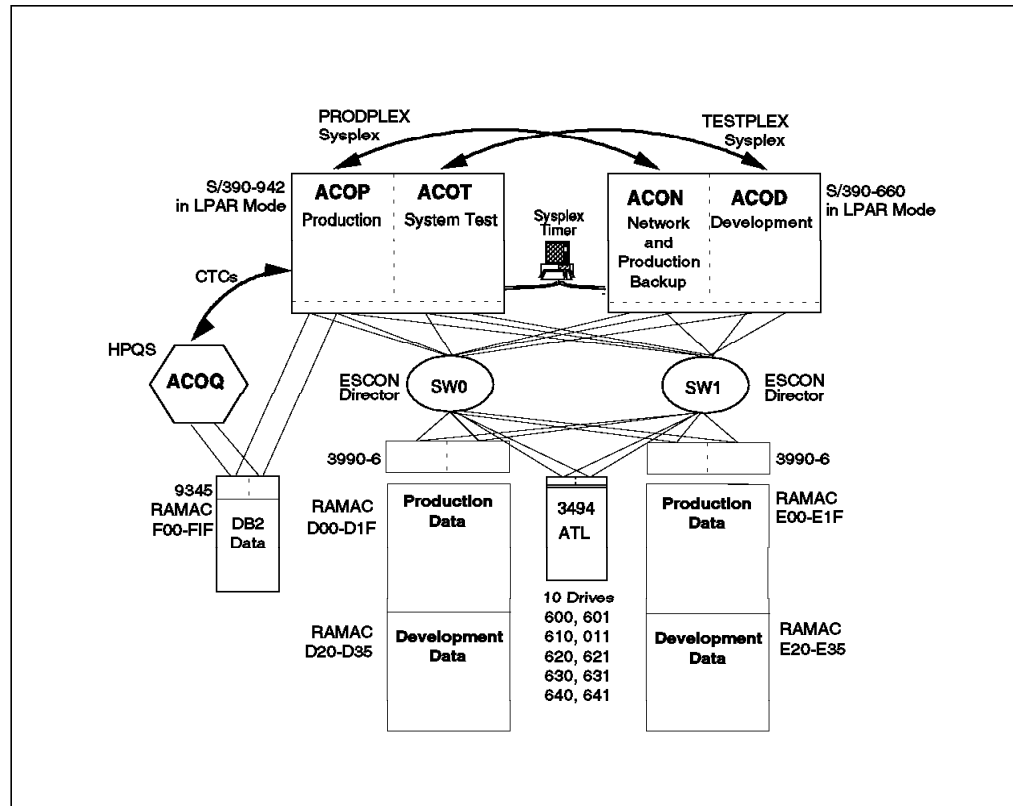 PRODPLEX
Sysplex
TESTPLEX
Sysplex
S/390-942
in LPAR Mode
ACOP
Production
ACOT
System Test
Sysplex
Timer
ACON
Network
and
Production
Backup
ACOD
Development
S/390-660
in LPAR Mode
CTCs
HPQS
ACOQ
ESCON
Director
SW0
SW1
ESCON
Director
3990-6
3990-6
9345
RAMAC
F00-FIF
DB2
Data
RAMAC
D00-D1F
Production
Data
3494
ATL
Production
Data
RAMAC
E00-E1F
10 Drives
600, 601
610, 011
620, 621
630, 631
640, 641
RAMAC
D20-D35
Development
Data
Development
Data
RAMAC
E20-E35